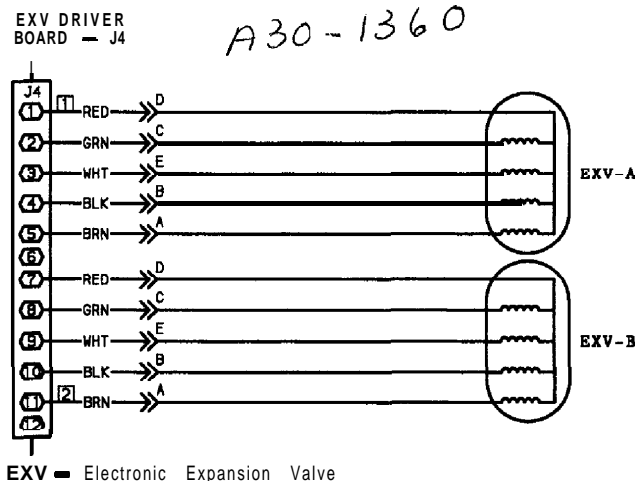 EXV DRIVER
BOARD — J4
A30-1360
J4
1 1 RED D
2 GRN C
3 WHT E
4 BLK B
5 BRN A
6
7 RED D
8 GRN C
9 WHT E
10 BLK B
11 2 BRN A
12
EXV-A
EXV-B
EXV — Electronic Expansion Valve